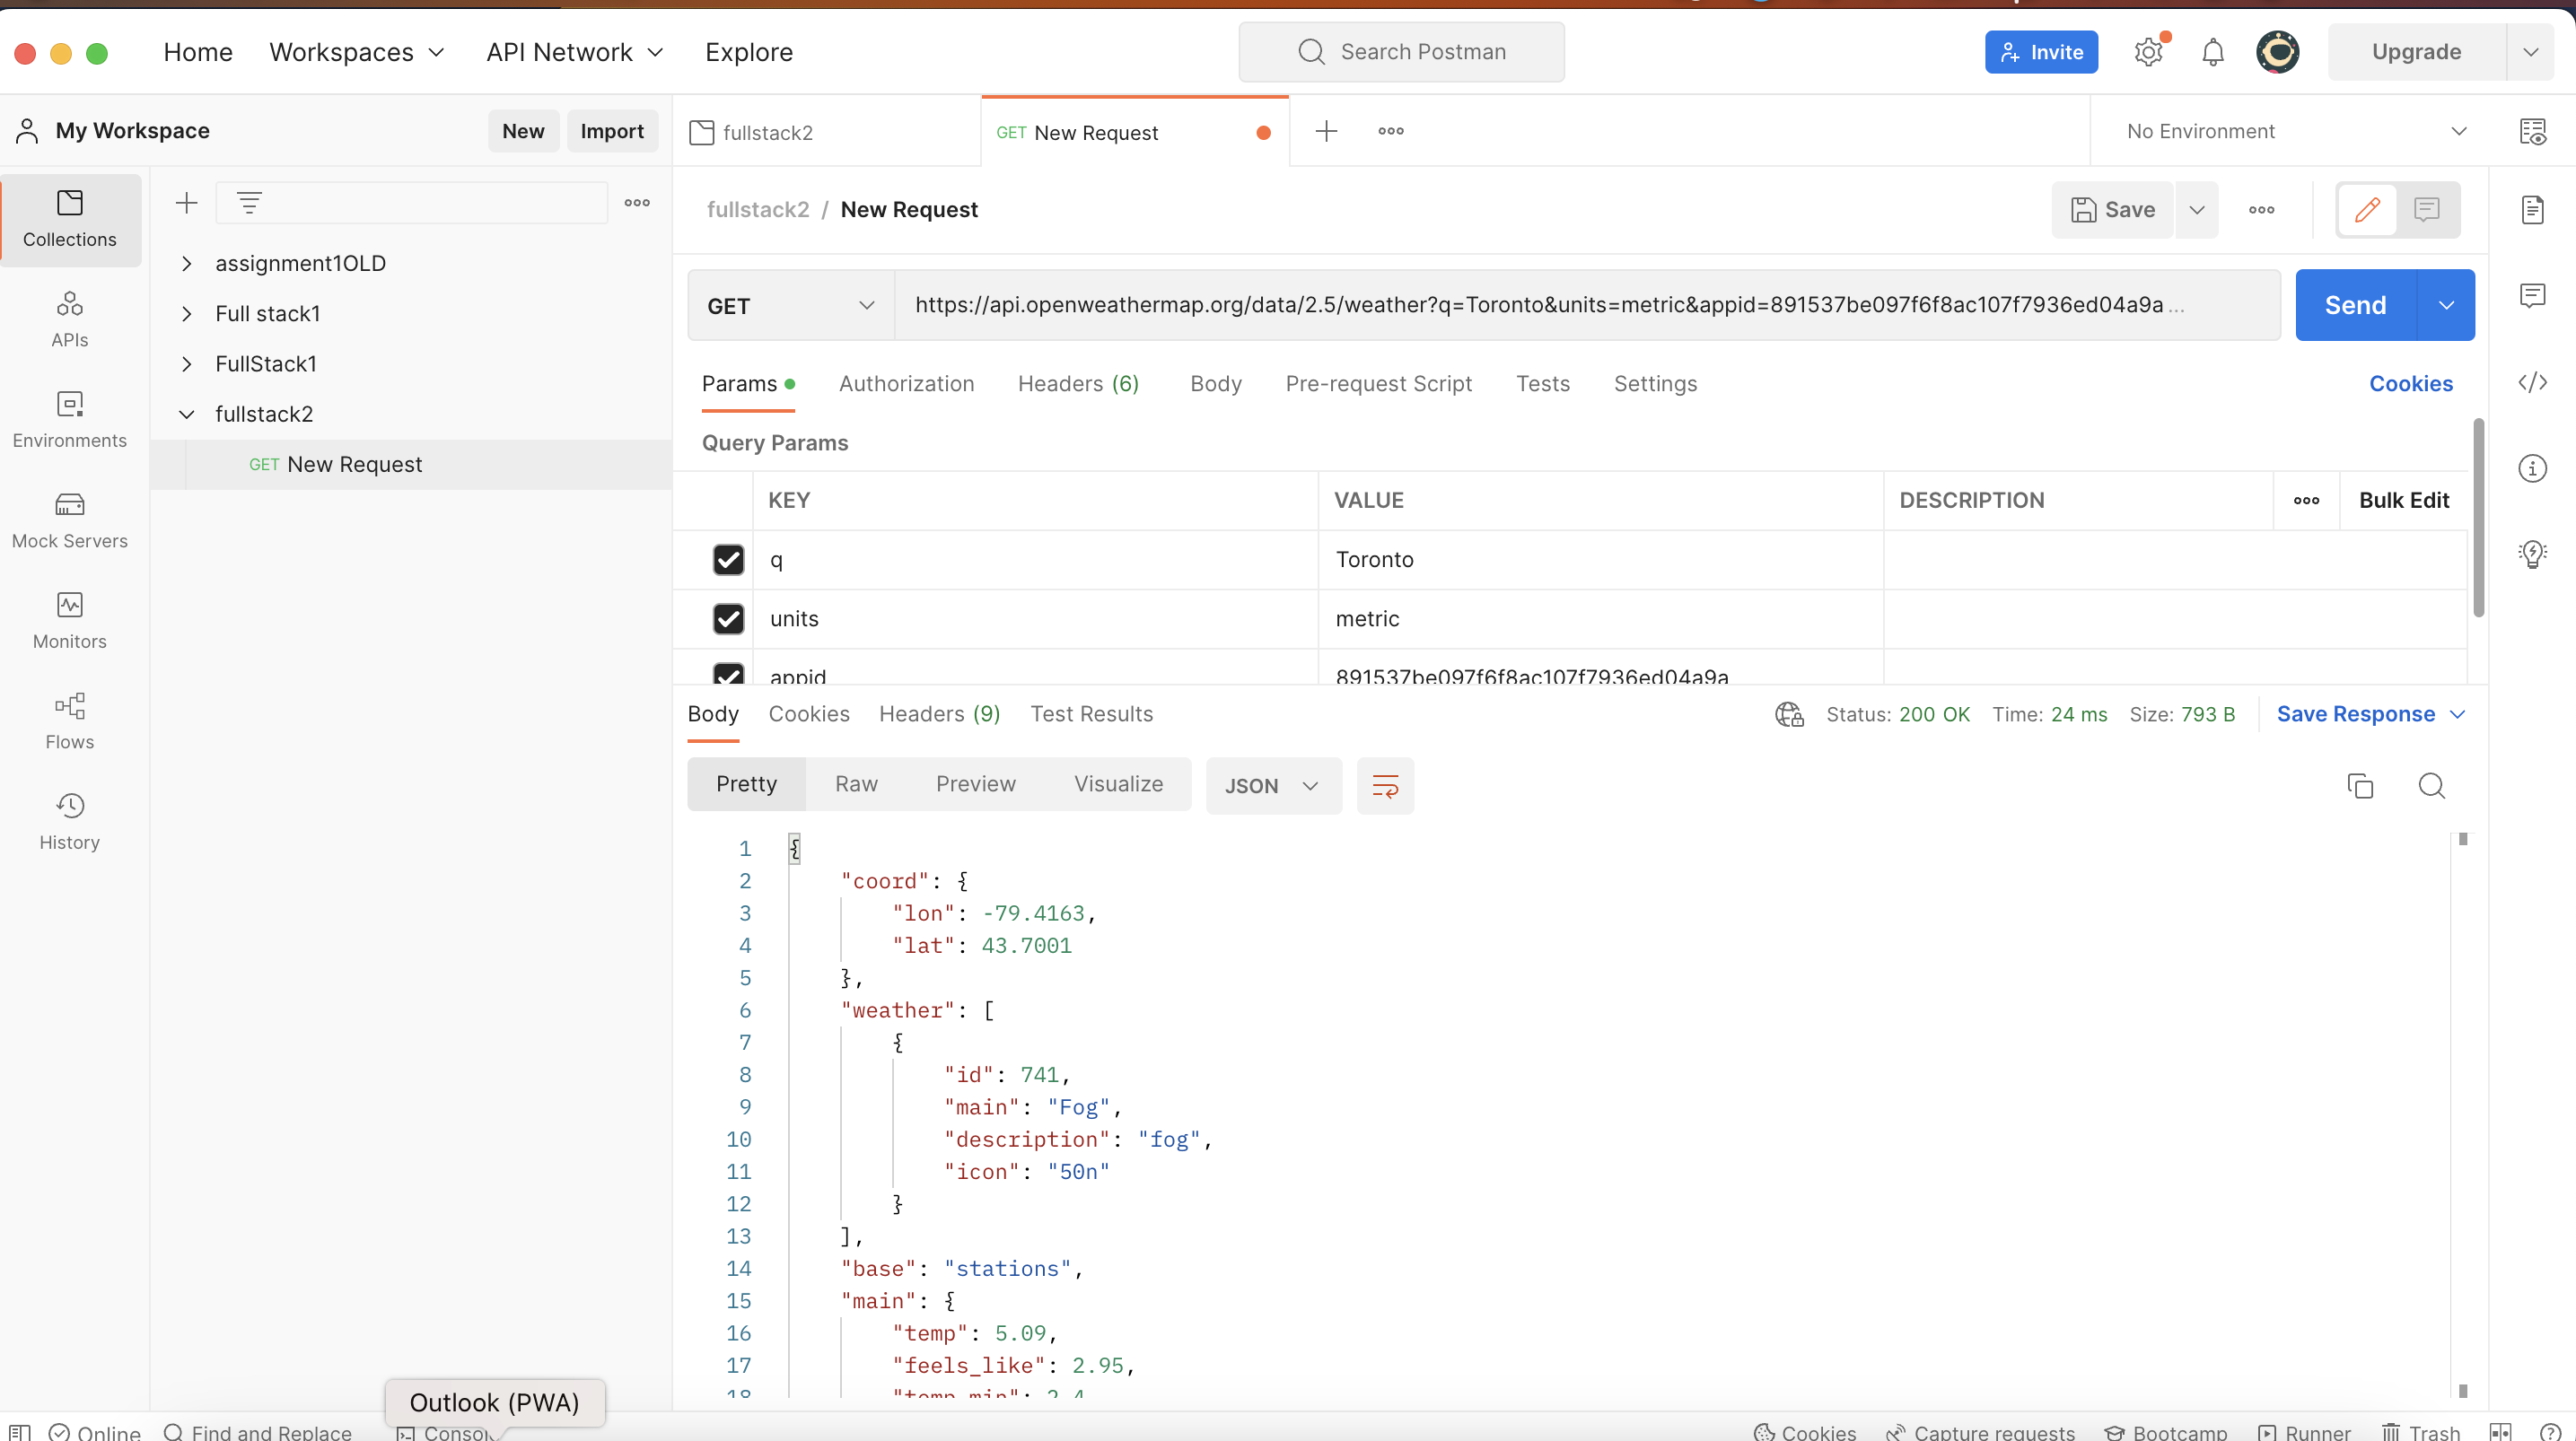 Home Workspaces API Network Explore Search Postman Invite Upgrade
My Workspace New Import fullstack2 GET New Request No Environment
Collections
APIs
Environments
Mock Servers
Monitors
Flows
History
assignment1OLD
Full stack1
FullStack1
fullstack2
GET New Request
fullstack2 / New Request Save
GET https://api.openweathermap.org/data/2.5/weather?q=Toronto&units=metric&appid=891537be097f6f8ac107f7936ed04a9a... Send
Params Authorization Headers (6) Body Pre-request Script Tests Settings Cookies
Query Params
KEY VALUE DESCRIPTION Bulk Edit
q Toronto
units metric
appid 891537be097f6f8ac107f7936ed04a9a
Body Cookies Headers (9) Test Results Status: 200 OK Time: 24 ms Size: 793 B Save Response
Pretty Raw Preview Visualize JSON
1 {
2 "coord": {
3 "lon": -79.4163,
4 "lat": 43.7001
5 },
6 "weather": [
7 {
8 "id": 741,
9 "main": "Fog",
10 "description": "fog",
11 "icon": "50n"
12 }
13 ],
14 "base": "stations",
15 "main": {
16 "temp": 5.09,
17 "feels_like": 2.95,
18 "temp_min": 2.4
Outlook (PWA)
Online Find and Replace Console Cookies Capture requests Bootcamp Runner Trash